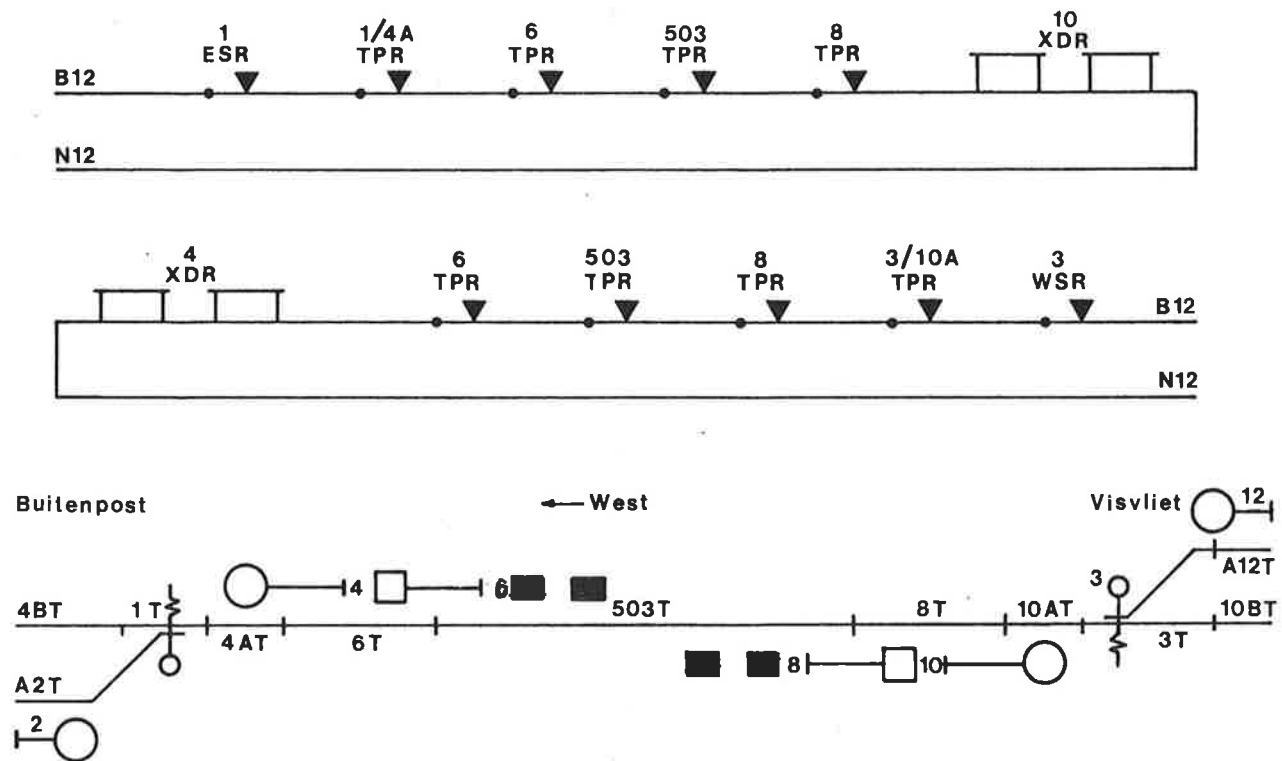 1 1/4A 6 503 8 10
ESR TPR TPR TPR TPR XDR
B12
N12
4 6 503 8 3/10A 3
XDR TPR TPR TPR TPR WSR
B12
N12
Buitenpost West Visvliet 12
4 6 3 A12T
4BT 1T 503T 8T 10AT 10BT
4AT 6T 3T
8 10
A2T
2